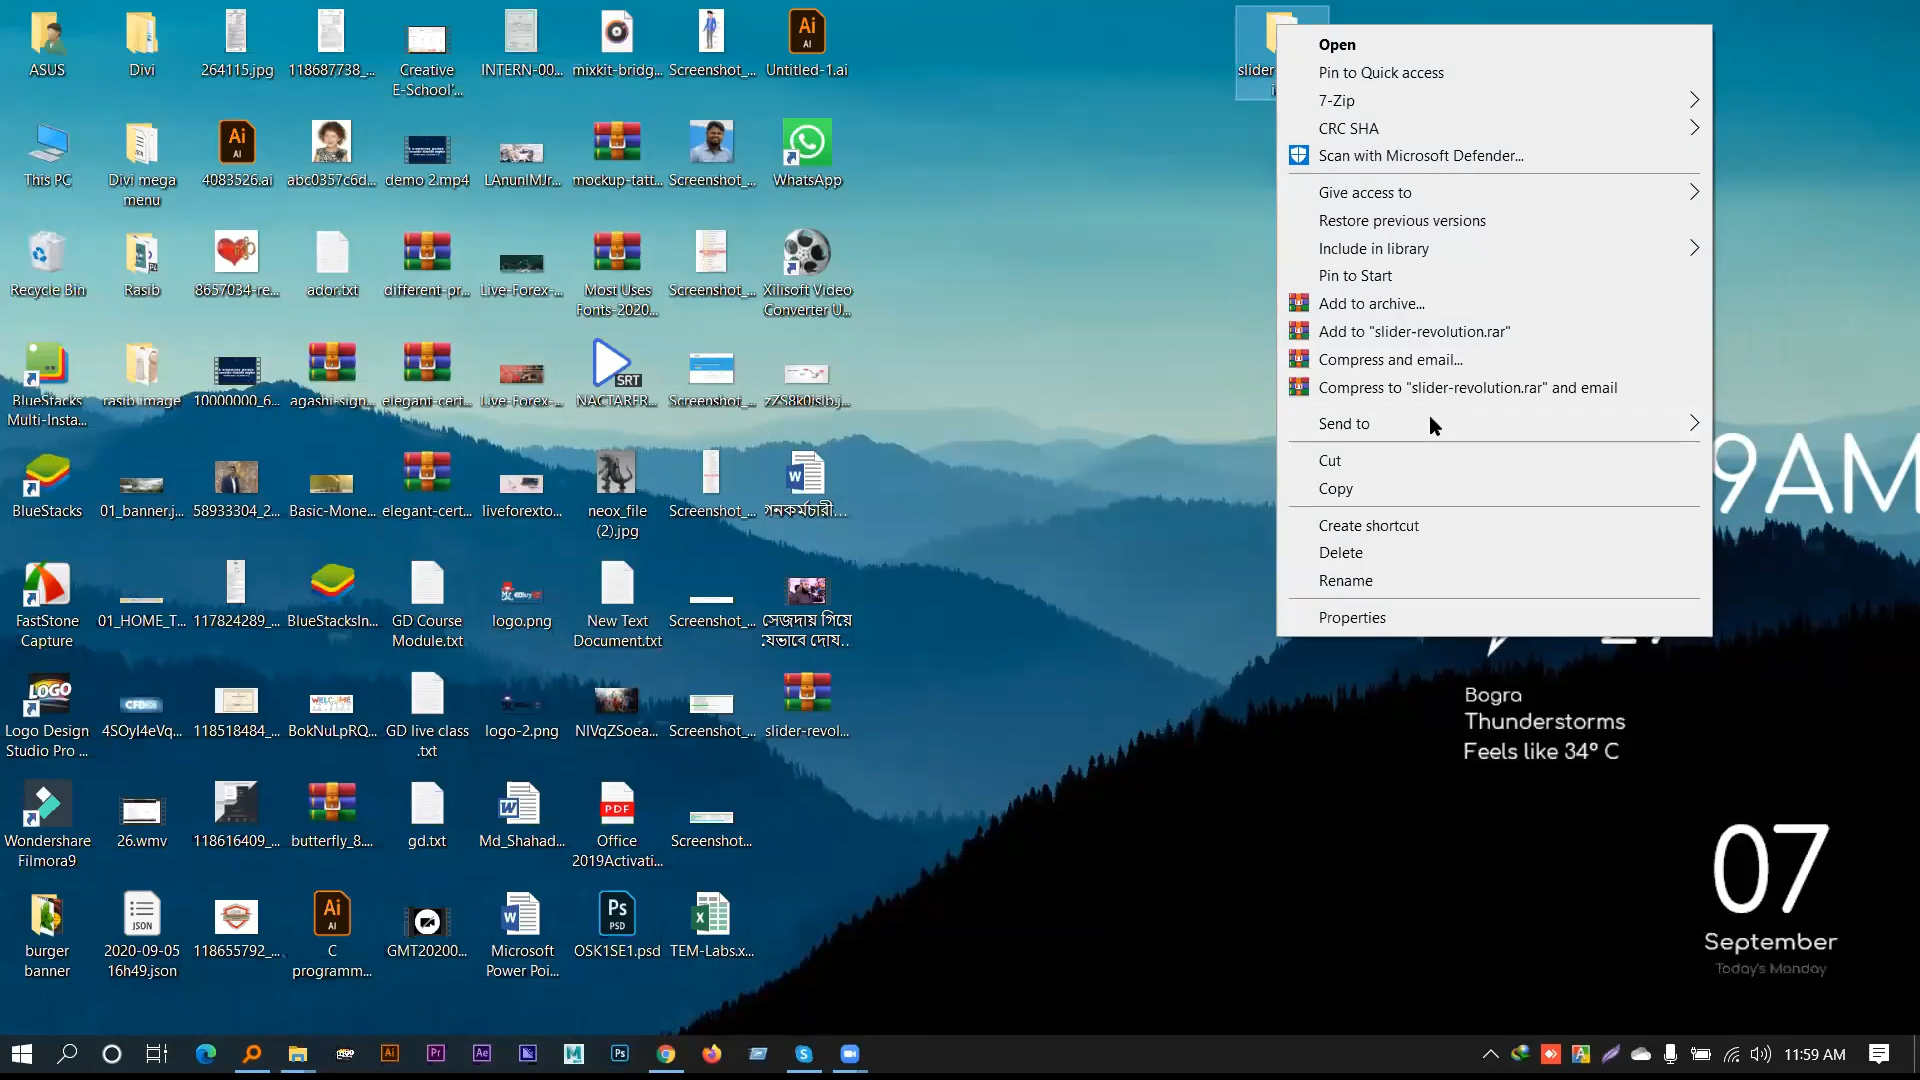 ASUS
Divi
264115.jpg
118687738_...
Creative
E-School'...
INTERN-00...
mixkit-bridg...
Screenshot_...
Untitled-1.ai
This PC
Divi mega
menu
4083526.ai
abc0357c6d...
demo 2.mp4
LAnunIMJr...
mockup-tatt...
Screenshot_...
WhatsApp
Recycle Bin
Rasib
8657034-re...
ador.txt
different-pr...
Live-Forex-...
Most Uses
Fonts-2020...
Screenshot_...
Xilisoft Video
Converter U...
BlueStacks
Multi-Insta...
rasib image
10000000_6...
agashi-sign...
elegant-cert...
Live-Forex-...
SRT
NACTARFR...
Screenshot_...
zZS8k0islb.j...
BlueStacks
01_banner.j...
58933304_2...
Basic-Mone...
elegant-cert...
liveforexto...
neox_file
(2).jpg
Screenshot_...
গনকর্মচারী...
FastStone
Capture
01_HOME_T...
117824289_...
BlueStacksIn...
GD Course
Module.txt
logo.png
New Text
Document.txt
Screenshot_...
সেজদায় গিয়ে
যেভাবে দোয...
Logo Design
Studio Pro ...
4SOyI4eVq...
118518484_...
BokNuLpRQ...
GD live class
.txt
logo-2.png
NIVqZSoea...
Screenshot_...
slider-revol...
Wondershare
Filmora9
26.wmv
118616409_...
butterfly_8....
gd.txt
Md_Shahad...
PDF
Office
2019Activati...
Screenshot...
burger
banner
JSON
2020-09-05
16h49.json
118655792_...
Ai
AI
C
programm...
GMT20200...
Microsoft
Power Poi...
Ps
PSD
OSK1SE1.psd
TEM-Labs.x...
Open
Pin to Quick access
7-Zip
CRC SHA
Scan with Microsoft Defender...
Give access to
Restore previous versions
Include in library
Pin to Start
Add to archive...
Add to "slider-revolution.rar"
Compress and email...
Compress to "slider-revolution.rar" and email
Send to
Cut
Copy
Create shortcut
Delete
Rename
Properties
9AM
Bogra
Thunderstorms
Feels like 34° C
07
September
Today's Monday
11:59 AM